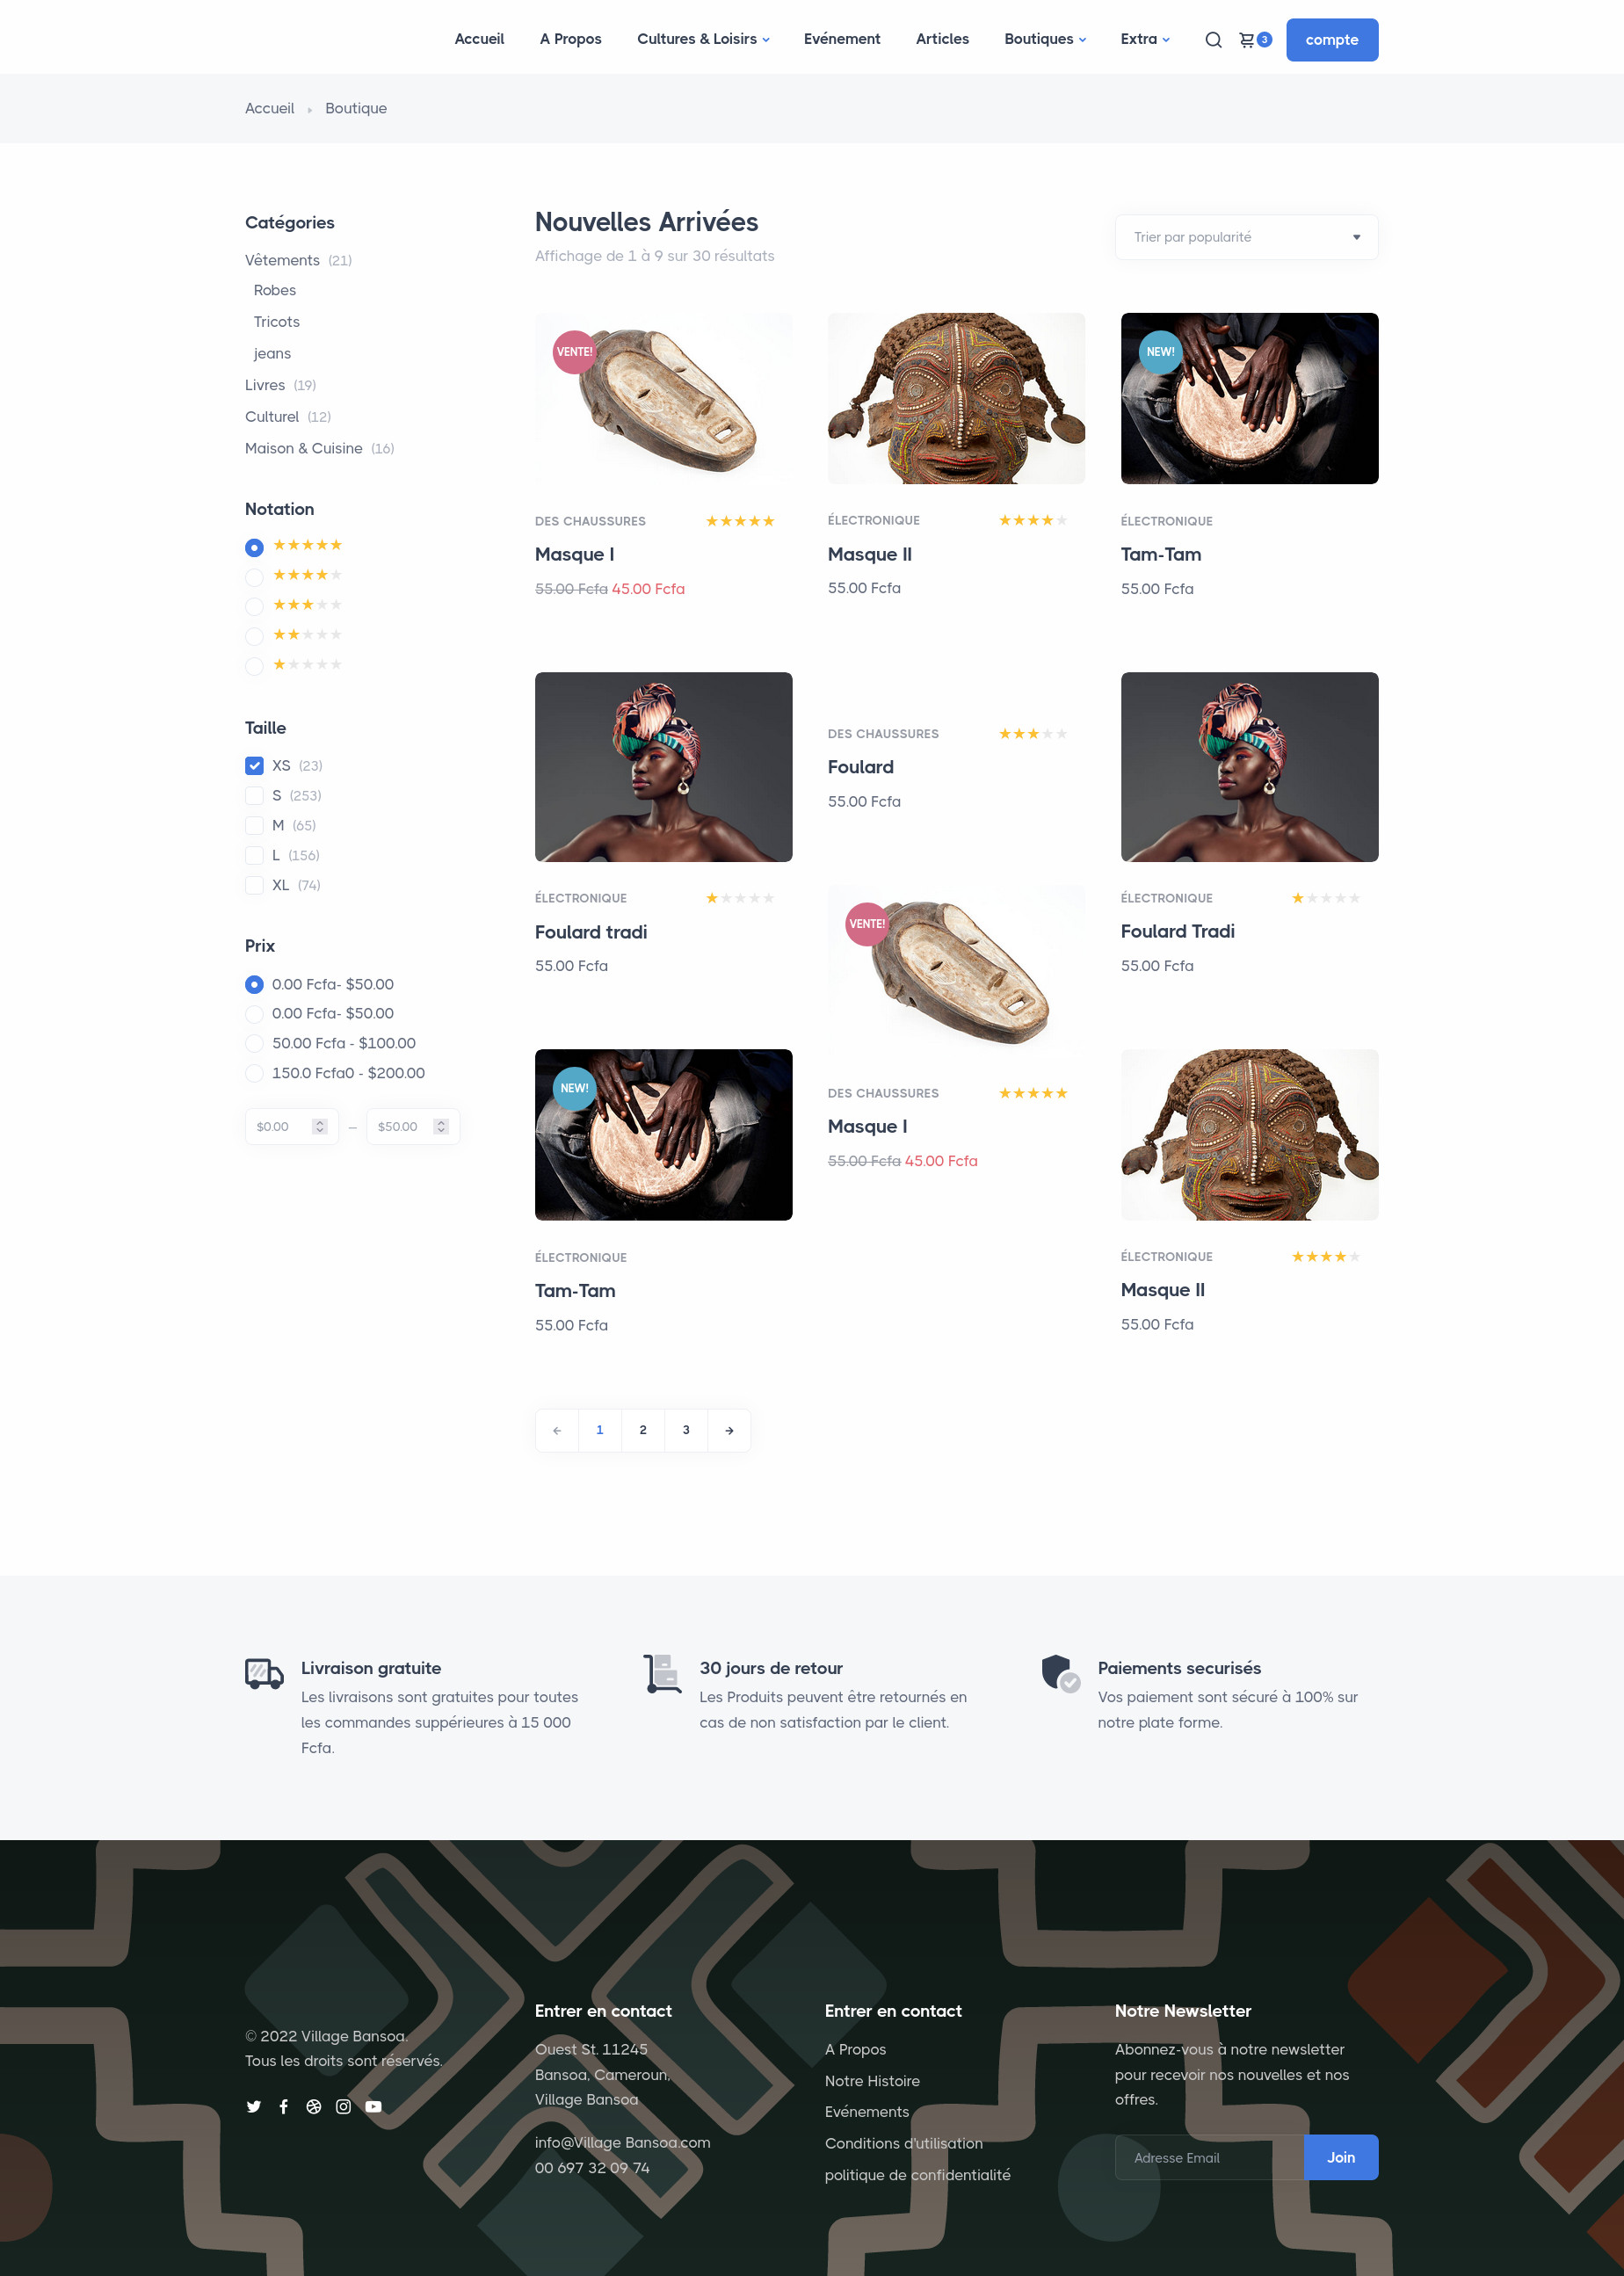 Accueil A Propos Cultures & Loisirs Evénement Articles Boutiques Extra 3 compte
Accueil Boutique
Catégories
Vêtements (21)
Robes
Tricots
jeans
Livres (19)
Culturel (12)
Maison & Cuisine (16)
Notation
Taille
XS (23)
S (253)
M (65)
L (156)
XL (74)
Prix
0.00 Fcfa- $50.00
0.00 Fcfa- $50.00
50.00 Fcfa - $100.00
150.0 Fcfa0 - $200.00
$0.00 – $50.00
Nouvelles Arrivées
Affichage de 1 à 9 sur 30 résultats
Trier par popularité
VENTE!
DES CHAUSSURES
Masque I
55.00 Fcfa 45.00 Fcfa
ÉLECTRONIQUE
Masque II
55.00 Fcfa
NEW!
ÉLECTRONIQUE
Tam-Tam
55.00 Fcfa
ÉLECTRONIQUE
Foulard tradi
55.00 Fcfa
DES CHAUSSURES
Foulard
55.00 Fcfa
ÉLECTRONIQUE
Foulard Tradi
55.00 Fcfa
NEW!
ÉLECTRONIQUE
Tam-Tam
55.00 Fcfa
VENTE!
DES CHAUSSURES
Masque I
55.00 Fcfa 45.00 Fcfa
ÉLECTRONIQUE
Masque II
55.00 Fcfa
1 2 3
Livraison gratuite
Les livraisons sont gratuites pour toutes
les commandes suppérieures à 15 000
Fcfa.
30 jours de retour
Les Produits peuvent être retournés en
cas de non satisfaction par le client.
Paiements securisés
Vos paiement sont sécuré à 100% sur
notre plate forme.
© 2022 Village Bansoa.
Tous les droits sont réservés.
Entrer en contact
Ouest St. 11245
Bansoa, Cameroun,
Village Bansoa
info@Village Bansoa.com
00 697 32 09 74
Entrer en contact
A Propos
Notre Histoire
Evénements
Conditions d'utilisation
politique de confidentialité
Notre Newsletter
Abonnez-vous à notre newsletter
pour recevoir nos nouvelles et nos
offres.
Adresse Email Join